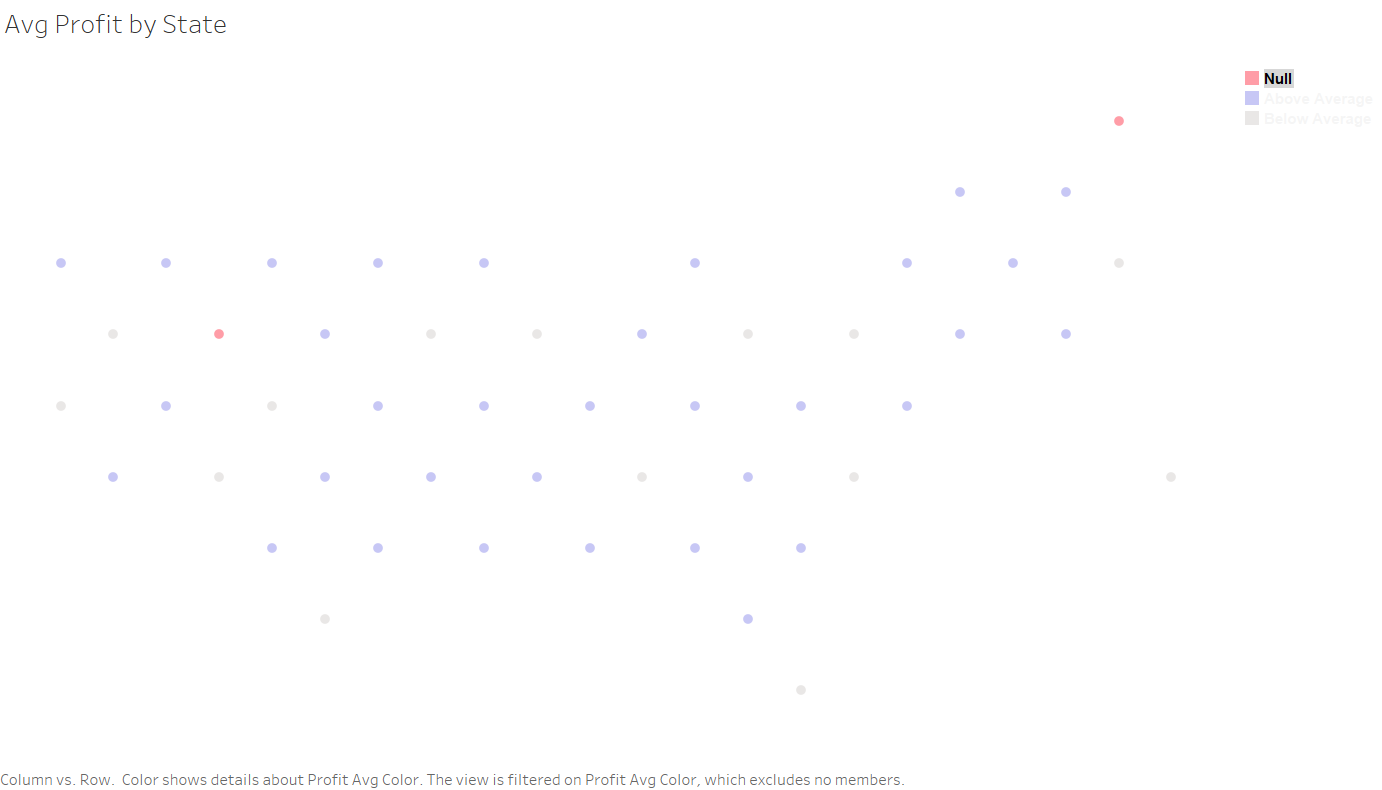 Avg Profit by State
Null
Above Average
Below Average
Column vs. Row.  Color shows details about Profit Avg Color. The view is filtered on Profit Avg Color, which excludes no members.